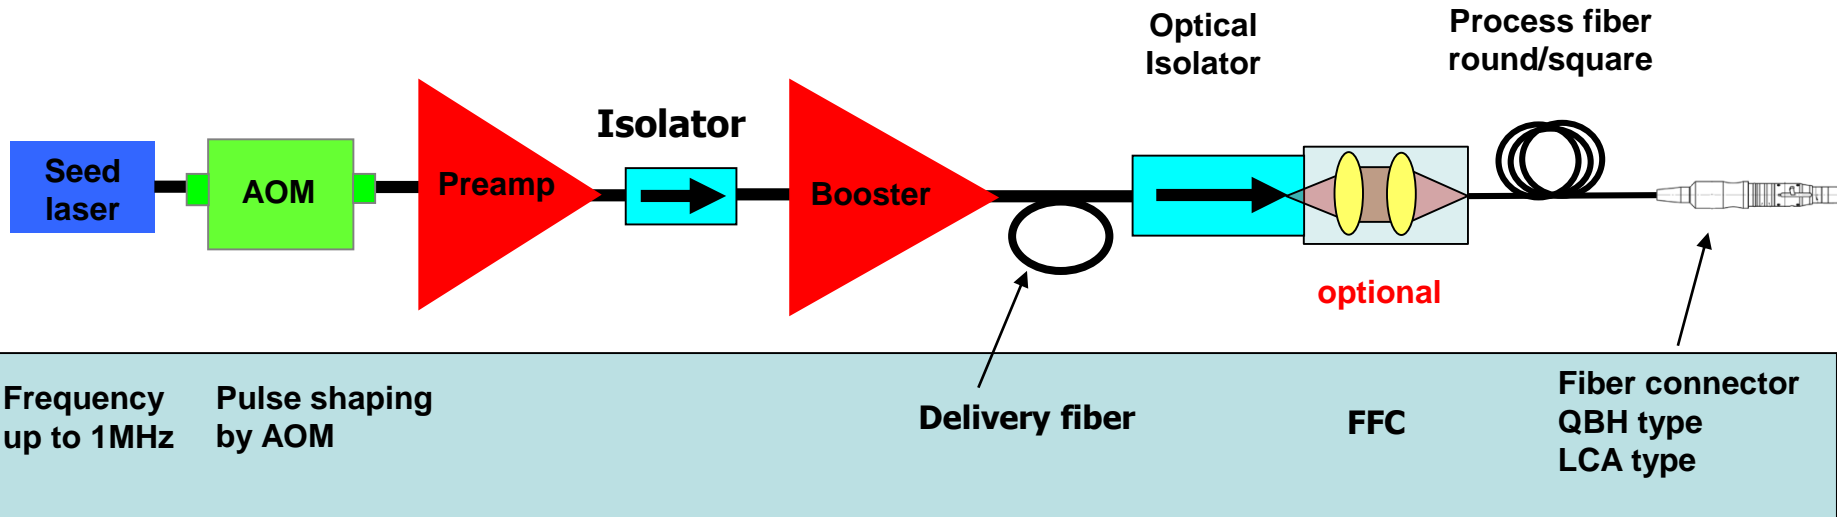 Optical
Isolator
Process fiber
round/square
Isolator
Seed
laser
AOM
Preamp
Booster
optional
Frequency
up to 1MHz
Pulse shaping
by AOM
Delivery fiber
FFC
Fiber connector
QBH type
LCA type